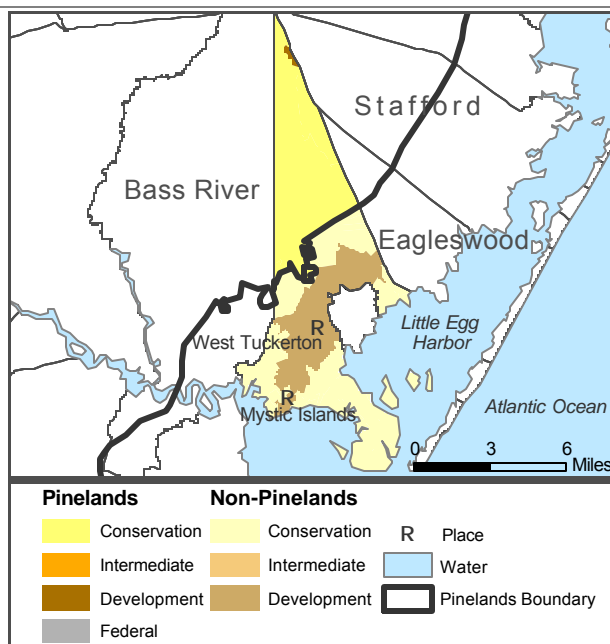 Stafford
Bass River
Eagleswood
R
West Tuckerton
Little Egg
Harbor
R
Mystic Islands
Atlantic Ocean
0 3 6
Miles
Pinelands Non-Pinelands
Conservation Conservation R Place
Intermediate Intermediate Water
Development Development Pinelands Boundary
Federal